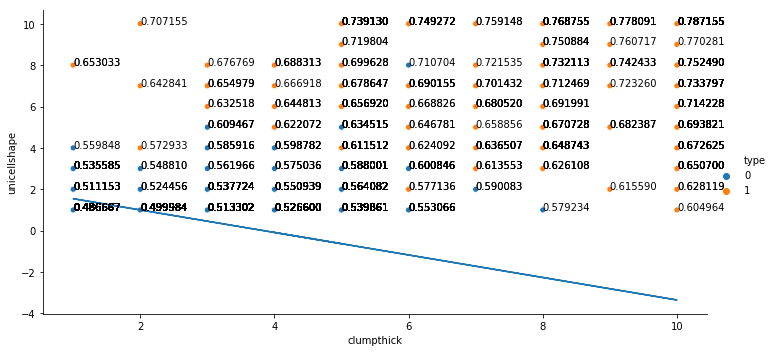 10 0.707155 0.739130 0.749272 0.759148 0.768755 0.778091 0.787155
0.719804 0.750884 0.760717 0.770281
8 0.653033 0.676769 0.688313 0.699628 0.710704 0.721535 0.732113 0.742433 0.752490
0.642841 0.654979 0.666918 0.678647 0.690155 0.701432 0.712469 0.723260 0.733797
6 0.632518 0.644813 0.656920 0.668826 0.680520 0.691991 0.714228
0.609467 0.622072 0.634515 0.646781 0.658856 0.670728 0.682387 0.693821
4 0.559848 0.572933 0.585916 0.598782 0.611512 0.624092 0.636507 0.648743 0.672625
0.535585 0.548810 0.561966 0.575036 0.588001 0.600846 0.613553 0.626108 0.650700
type
0
2 0.511153 0.524456 0.537724 0.550939 0.564082 0.577136 0.590083 0.615590 0.628119
1
0.513302 0.526600 0.553066 0.579234 0.604964
0
−2
−4
unicellshape
2 4 6 8 10
clumpthick